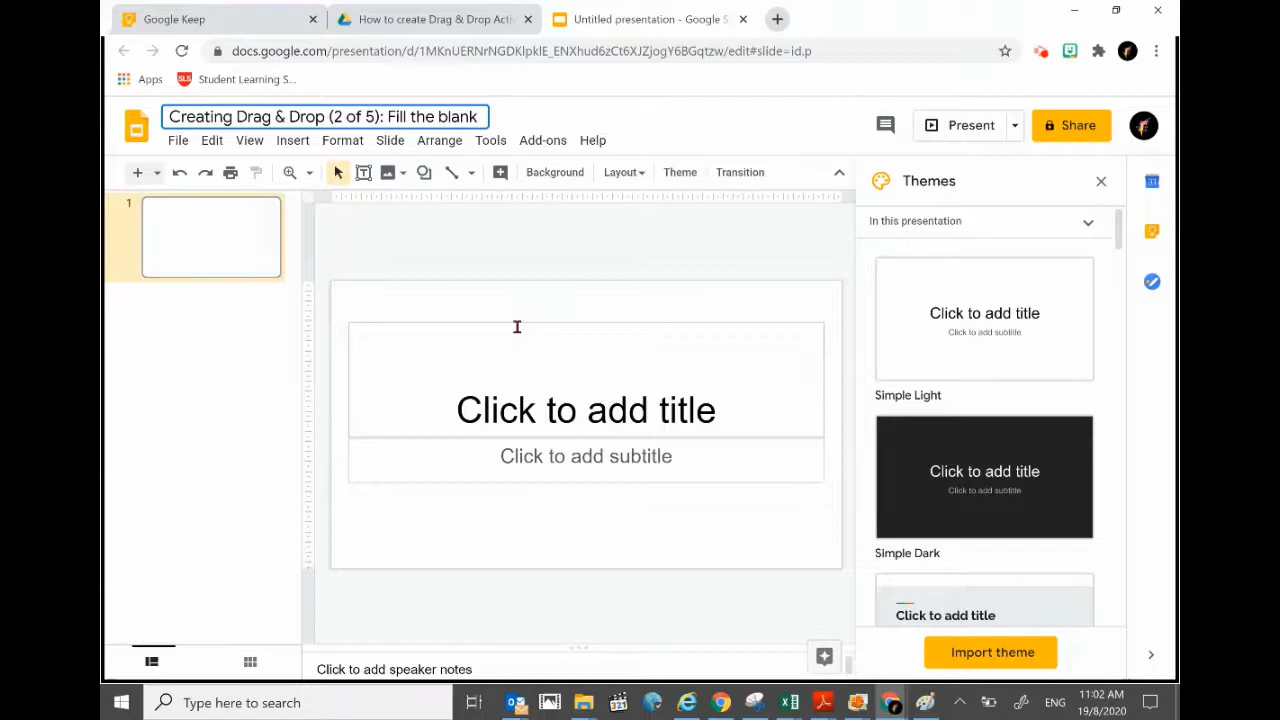 Google Keep
How to create Drag & Drop Acti
Untitled presentation - Google S
docs.google.com/presentation/d/1MKnUERNrNGDKlpklE_ENXhud6zCt6XJZjogY6BGqtzw/edit#slide=id.p
Apps
SLS
Student Learning S...
Creating Drag & Drop (2 of 5): Fill the blank
File Edit View Insert Format Slide Arrange Tools Add-ons Help
Present
Share
Background Layout Theme Transition
Themes
In this presentation
1
Click to add title
Click to add subtitle
Click to add title
Click to add subtitle
Simple Light
Click to add title
Click to add subtitle
Simple Dark
Click to add title
Import theme
Click to add speaker notes
Type here to search
ENG
11:02 AM
19/8/2020